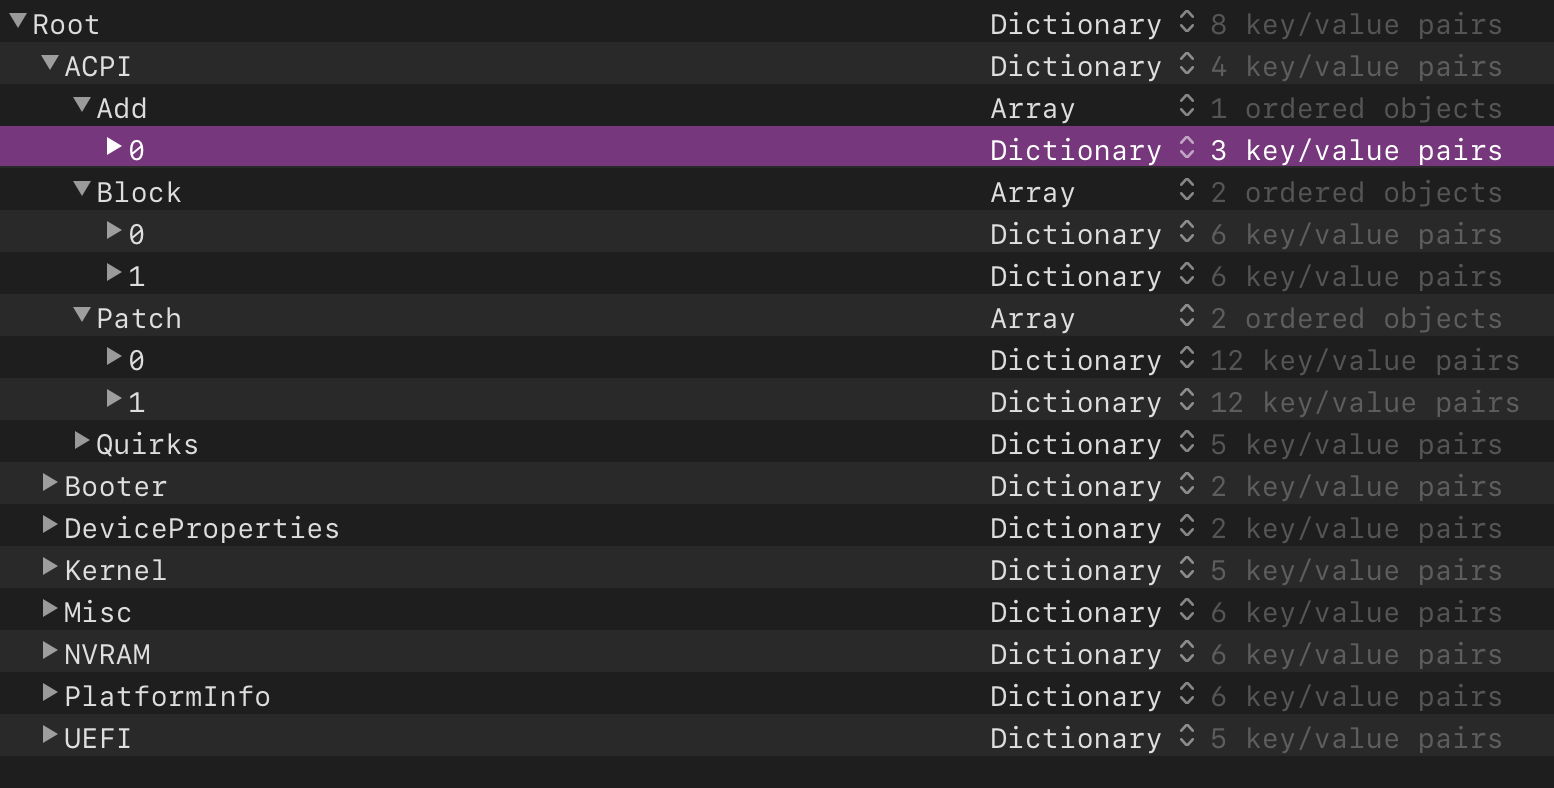 Root Dictionary 8 key/value pairs
ACPI Dictionary 4 key/value pairs
Add Array 1 ordered objects
0 Dictionary 3 key/value pairs
Block Array 2 ordered objects
0 Dictionary 6 key/value pairs
1 Dictionary 6 key/value pairs
Patch Array 2 ordered objects
0 Dictionary 12 key/value pairs
1 Dictionary 12 key/value pairs
Quirks Dictionary 5 key/value pairs
Booter Dictionary 2 key/value pairs
DeviceProperties Dictionary 2 key/value pairs
Kernel Dictionary 5 key/value pairs
Misc Dictionary 6 key/value pairs
NVRAM Dictionary 6 key/value pairs
PlatformInfo Dictionary 6 key/value pairs
UEFI Dictionary 5 key/value pairs